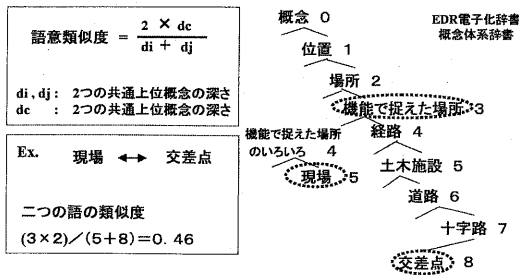 語意類似度 = 2 × dc / di + dj
di, dj: 2つの共通上位概念の深さ
dc : 2つの共通上位概念の深さ
Ex. 現場 ⟷ 交差点
二つの語の類似度
(3×2)/(5+8)=0.46
EDR電子化辞書
概念体系辞書
概念 0
位置 1
場所 2
機能で捉えた場所 3
機能で捉えた場所
のいろいろ 4
経路 4
現場 5
土木施設 5
道路 6
十字路 7
交差点 8